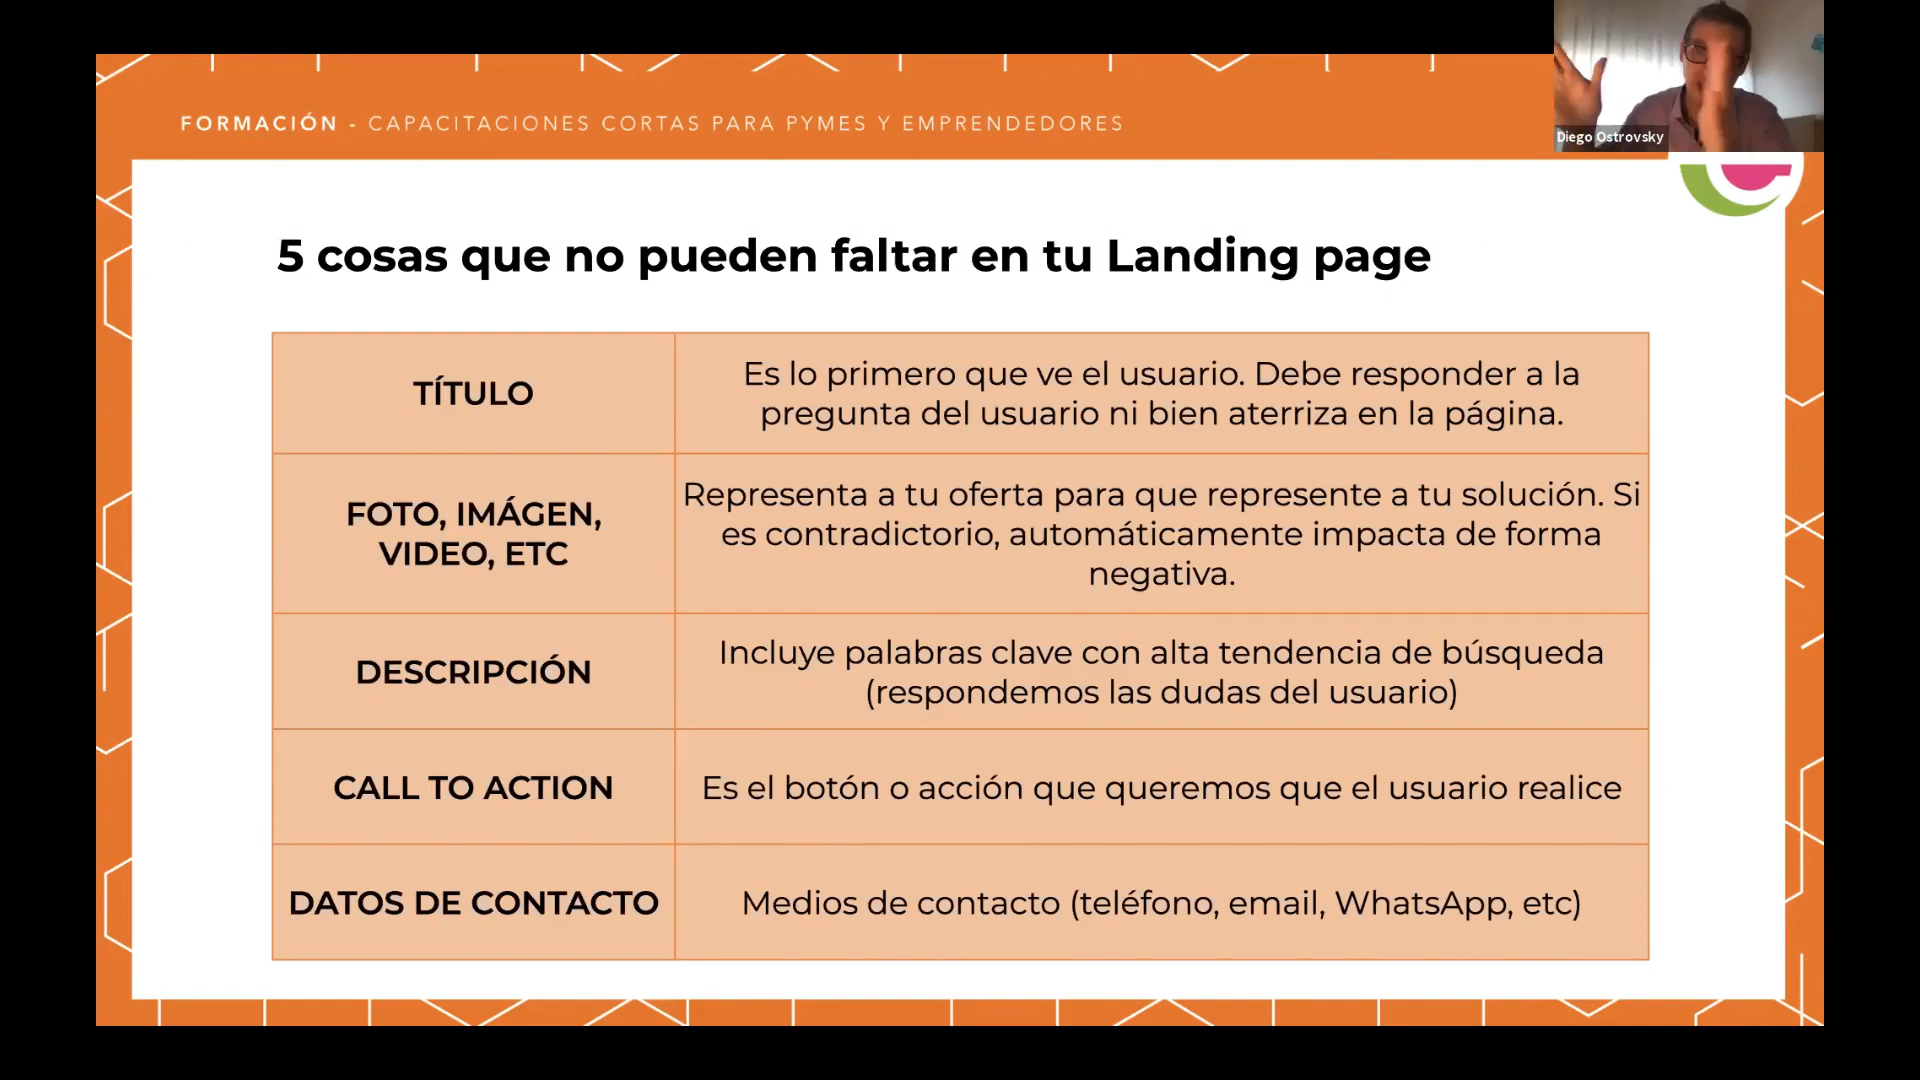 FORMACIÓN - CAPACITACIONES CORTAS PARA PYMES Y EMPRENDEDORES
Diego Ostrovsky
5 cosas que no pueden faltar en tu Landing page
TÍTULO
Es lo primero que ve el usuario. Debe responder a la
pregunta del usuario ni bien aterriza en la página.
FOTO, IMÁGEN,
VIDEO, ETC
Representa a tu oferta para que represente a tu solución. Si
es contradictorio, automáticamente impacta de forma
negativa.
DESCRIPCIÓN
Incluye palabras clave con alta tendencia de búsqueda
(respondemos las dudas del usuario)
CALL TO ACTION
Es el botón o acción que queremos que el usuario realice
DATOS DE CONTACTO
Medios de contacto (teléfono, email, WhatsApp, etc)